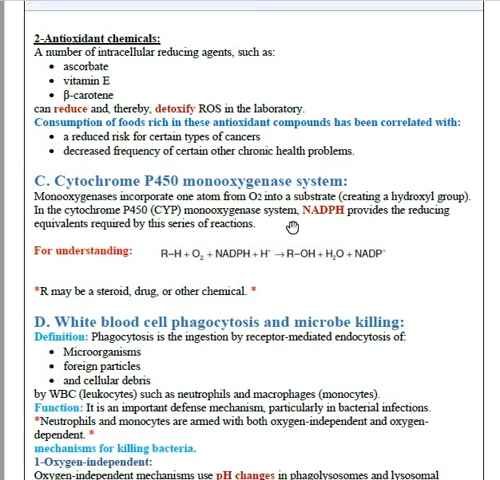 2-Antioxidant chemicals:
A number of intracellular reducing agents, such as:
• ascorbate
• vitamin E
• β-carotene
can reduce and, thereby, detoxify ROS in the laboratory.
Consumption of foods rich in these antioxidant compounds has been correlated with:
• a reduced risk for certain types of cancers
• decreased frequency of certain other chronic health problems.
C. Cytochrome P450 monooxygenase system:
Monooxygenases incorporate one atom from O2 into a substrate (creating a hydroxyl group).
In the cytochrome P450 (CYP) monooxygenase system, NADPH provides the reducing
equivalents required by this series of reactions.
For understanding: R–H + O₂ + NADPH + H⁺ → R–OH + H₂O + NADP⁺
*R may be a steroid, drug, or other chemical. *
D. White blood cell phagocytosis and microbe killing:
Definition: Phagocytosis is the ingestion by receptor-mediated endocytosis of:
• Microorganisms
• foreign particles
• and cellular debris
by WBC (leukocytes) such as neutrophils and macrophages (monocytes).
Function: It is an important defense mechanism, particularly in bacterial infections.
*Neutrophils and monocytes are armed with both oxygen-independent and oxygen-
dependent. *
mechanisms for killing bacteria.
1-Oxygen-independent:
Oxygen-independent mechanisms use pH changes in phagolysosomes and lysosomal